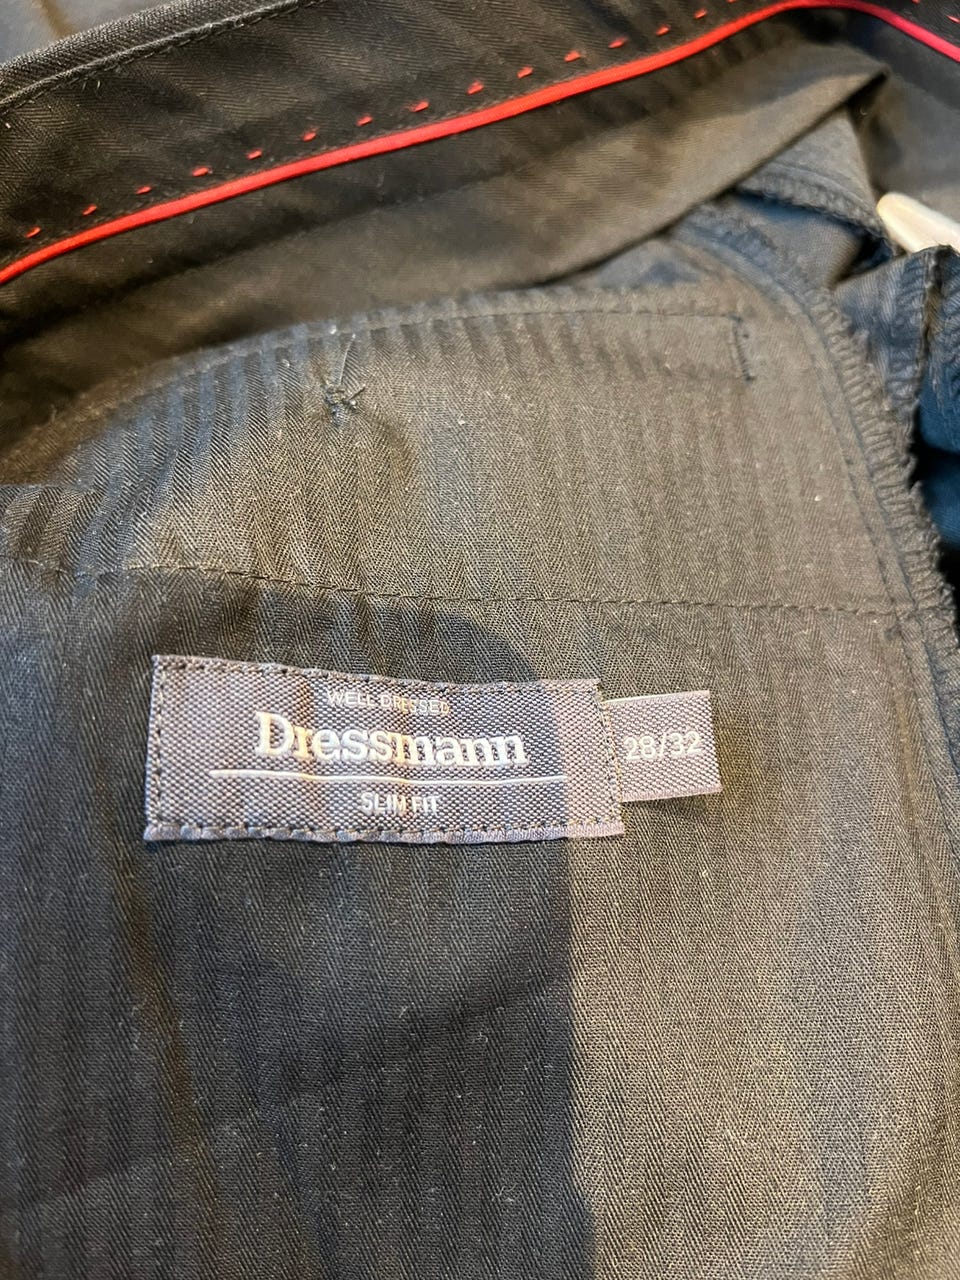 WELL DRESSED
Dressmann
SLIM FIT
28/32